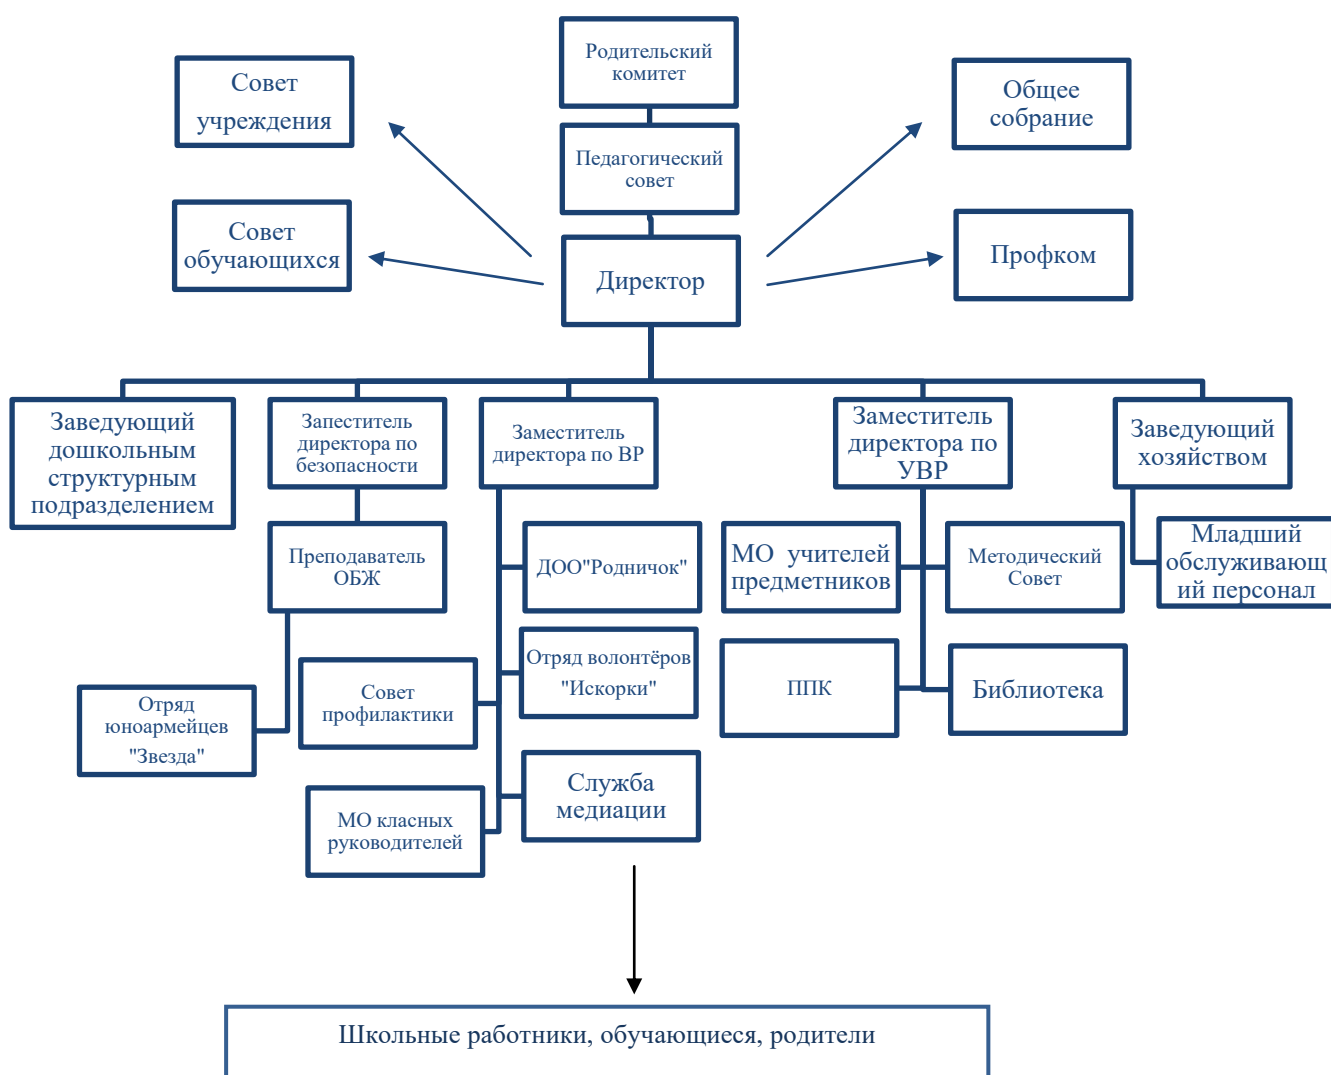 Родительский
комитет
Совет
учреждения
Общее
собрание
Педагогический
совет
Совет
обучающихся
Директор
Профком
Заведующий
дошкольным
структурным
подразделением
Запеститель
директора по
безопасности
Заместитель
директора по ВР
Заместитель
директора по
УВР
Заведующий
хозяйством
Преподаватель
ОБЖ
ДОО"Родничок"
МО учителей
предметников
Методический
Совет
Младший
обслуживающ
ий персонал
Отряд
юноармейцев
"Звезда"
Совет
профилактики
Отряд волонтёров
"Искорки"
ППК
Библиотека
МО класных
руководителей
Служба
медиации
Школьные работники, обучающиеся, родители